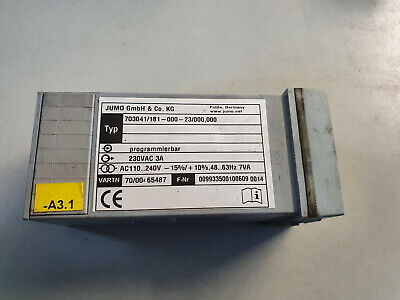 JUMO GmbH & Co. KG
Fulda, Germany
www.jumo.net
703041/181-000-23/000,000
Typ
programmierbar
230VAC 3A
AC110..240V -15%/+10%,48..63Hz 7VA
VARTN 70/00465487 F-Nr 0099335001006090014
-A3.1
CE